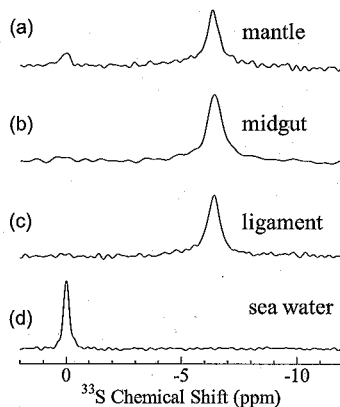 (a) mantle
(b) midgut
(c) ligament
(d) sea water
0 -5 -10
³³S Chemical Shift (ppm)